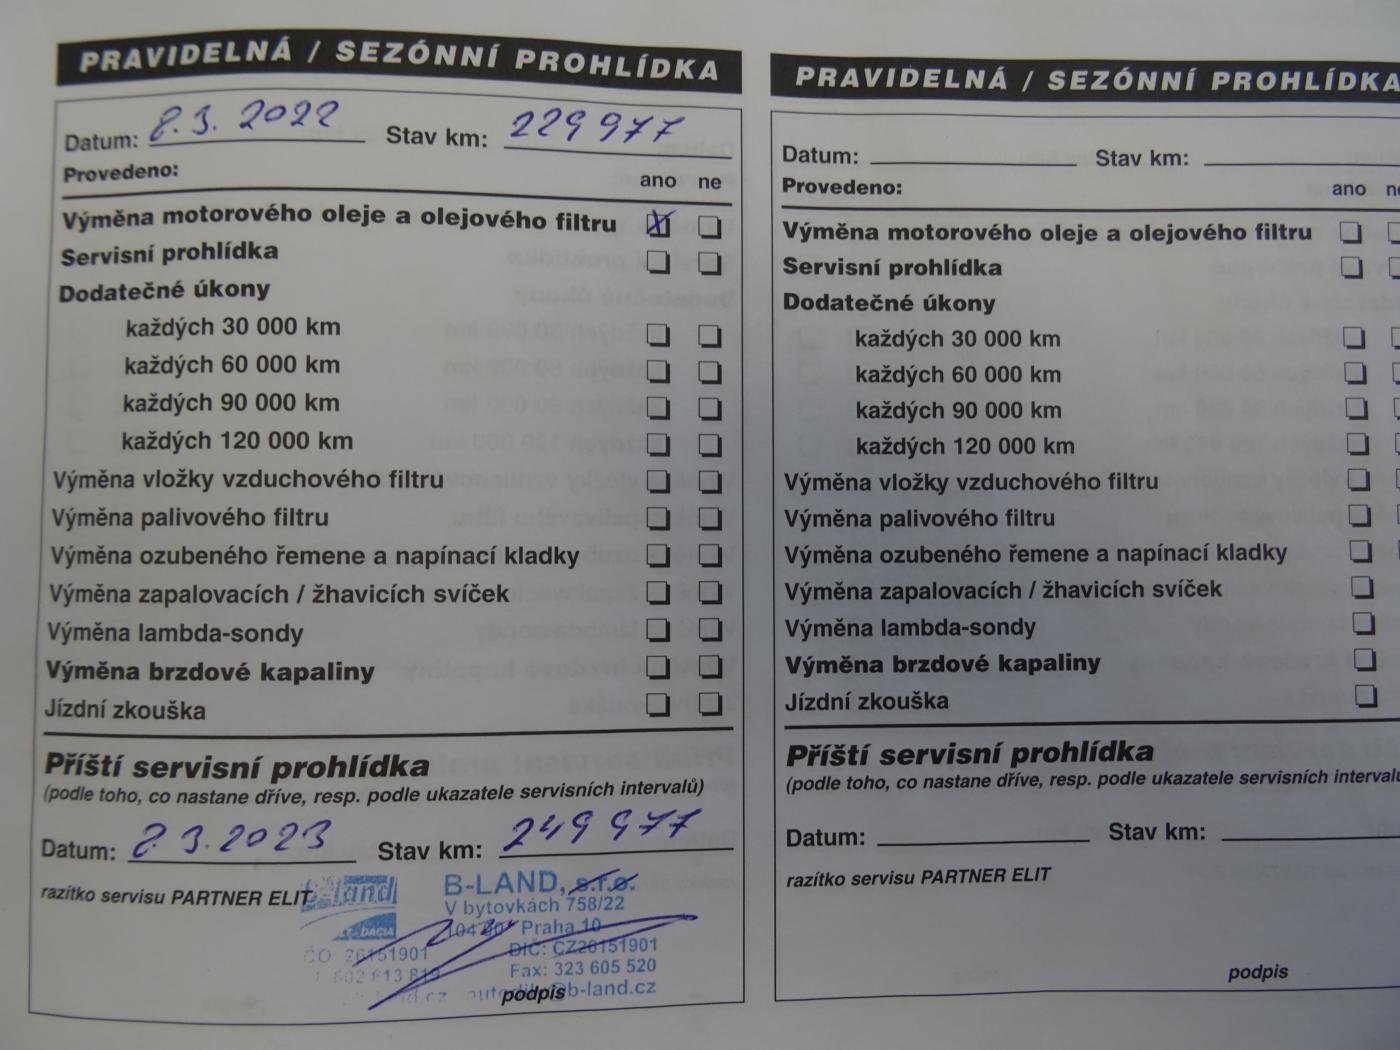 PRAVIDELNÁ / SEZÓNNÍ PROHLÍDKA
Datum: 8.3.2022 Stav km: 229 977
Provedeno:
ano ne
Výměna motorového oleje a olejového filtru
Servisní prohlídka
Dodatečné úkony
každých 30 000 km
každých 60 000 km
každých 90 000 km
každých 120 000 km
Výměna vložky vzduchového filtru
Výměna palivového filtru
Výměna ozubeného řemene a napínací kladky
Výměna zapalovacích / žhavicích svíček
Výměna lambda-sondy
Výměna brzdové kapaliny
Jízdní zkouška
Příští servisní prohlídka
(podle toho, co nastane dříve, resp. podle ukazatele servisních intervalů)
Datum: 8.3.2023 Stav km: 249 977
razítko servisu PARTNER ELIT
b-land
DACIA
B-LAND, s.r.o.
V bytovkách 758/22
Praha 10
26151901
DIČ: CZ26151901
Fax: 323 605 520
@b-land.cz
podpis
PRAVIDELNÁ / SEZÓNNÍ PROHLÍDKA
Datum: Stav km:
Provedeno:
ano
Výměna motorového oleje a olejového filtru
Servisní prohlídka
Dodatečné úkony
každých 30 000 km
každých 60 000 km
každých 90 000 km
každých 120 000 km
Výměna vložky vzduchového filtru
Výměna palivového filtru
Výměna ozubeného řemene a napínací kladky
Výměna zapalovacích / žhavicích svíček
Výměna lambda-sondy
Výměna brzdové kapaliny
Jízdní zkouška
Příští servisní prohlídka
(podle toho, co nastane dříve, resp. podle ukazatele servisních intervalů
Datum: Stav km:
razítko servisu PARTNER ELIT
podpis